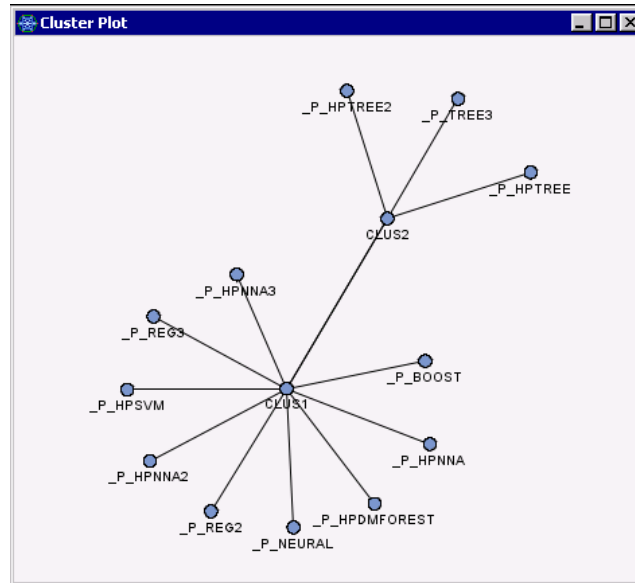 Cluster Plot
_P_HPTREE2
_P_TREE3
_P_HPTREE
CLUS2
_P_HPNNA3
_P_REG3
_P_BOOST
_P_HPSVM
CLUS1
_P_HPNNA
_P_HPNNA2
_P_HPDMFOREST
_P_REG2
_P_NEURAL